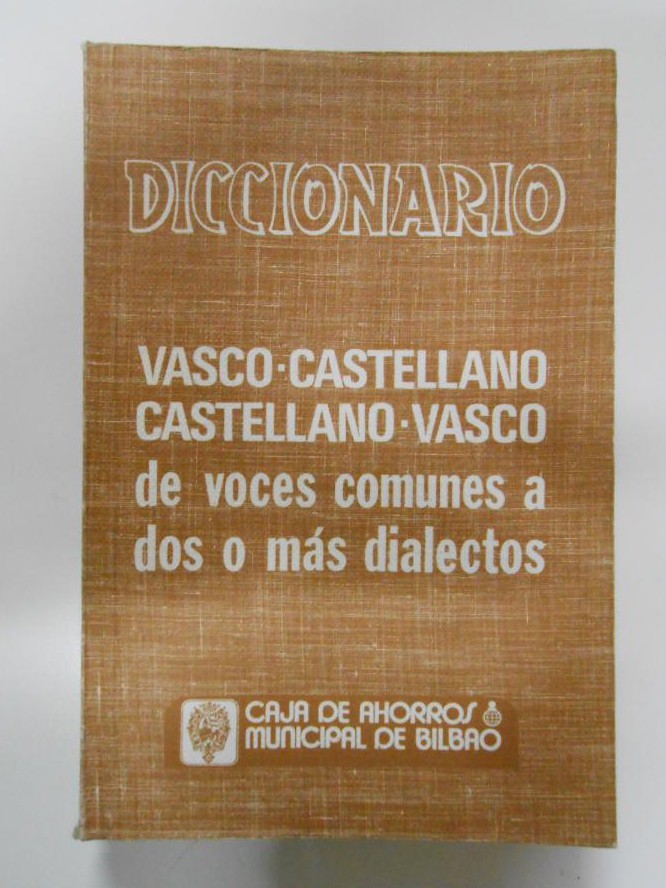 DICCIONARIO
VASCO·CASTELLANO
CASTELLANO·VASCO
de voces comunes a
dos o más dialectos
CAJA DE AHORROS
MUNICIPAL DE BILBAO